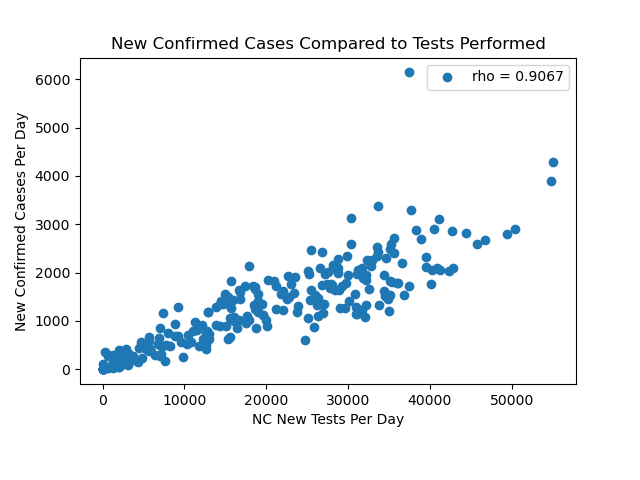 New Confirmed Cases Compared to Tests Performed
rho = 0.9067
6000
5000
4000
3000
2000
1000
0
New Confirmed Caeses Per Day
0 10000 20000 30000 40000 50000
NC New Tests Per Day